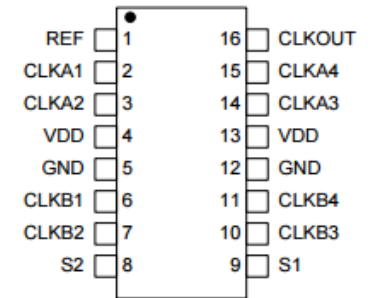 REF 1 16 CLKOUT
CLKA1 2 15 CLKA4
CLKA2 3 14 CLKA3
VDD 4 13 VDD
GND 5 12 GND
CLKB1 6 11 CLKB4
CLKB2 7 10 CLKB3
S2 8 9 S1